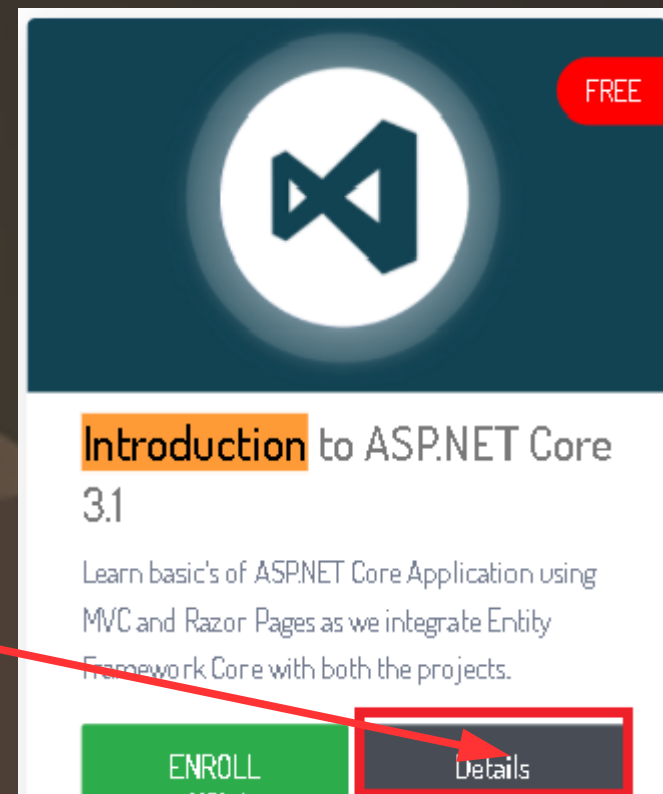 FREE
Introduction to ASP.NET Core
3.1
Learn basic's of ASP.NET Core Application using
MVC and Razor Pages as we integrate Entity
Framework Core with both the projects.
ENROLL
Details